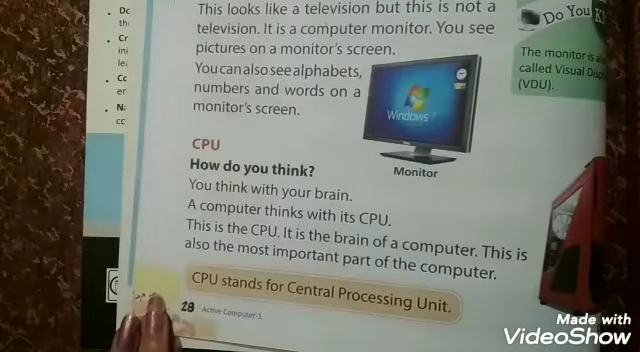 This looks like a television but this is not a
television. It is a computer monitor. You see
pictures on a monitor's screen.
You can also see alphabets,
numbers and words on a
monitor's screen.
Windows 7
Monitor
CPU
How do you think?
You think with your brain.
A computer thinks with its CPU.
This is the CPU. It is the brain of a computer. This is
also the most important part of the computer.
CPU stands for Central Processing Unit.
28 Active Computer-1
Do You K
The monitor is
called Visual Disp
(VDU).
Made with
VideoShow